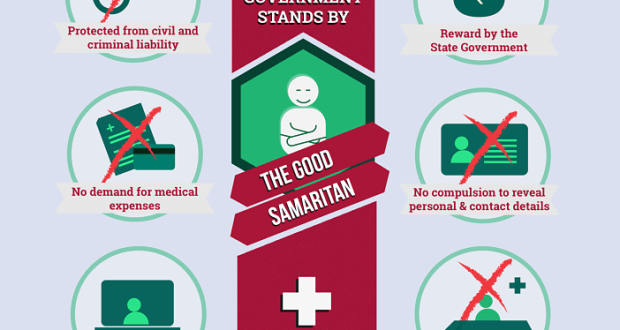 GOVERNMENT
STANDS BY
Protected from civil and
criminal liability
Reward by the
State Government
THE GOOD
SAMARITAN
No demand for medical
expenses
No compulsion to reveal
personal & contact details